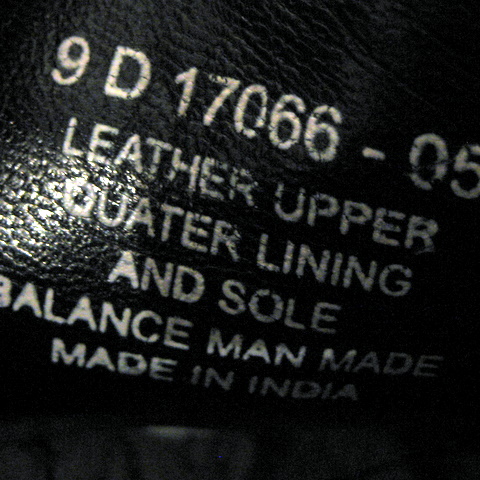 9 D 17066 - 05
LEATHER UPPER
QUATER LINING
AND SOLE
BALANCE MAN MADE
MADE IN INDIA